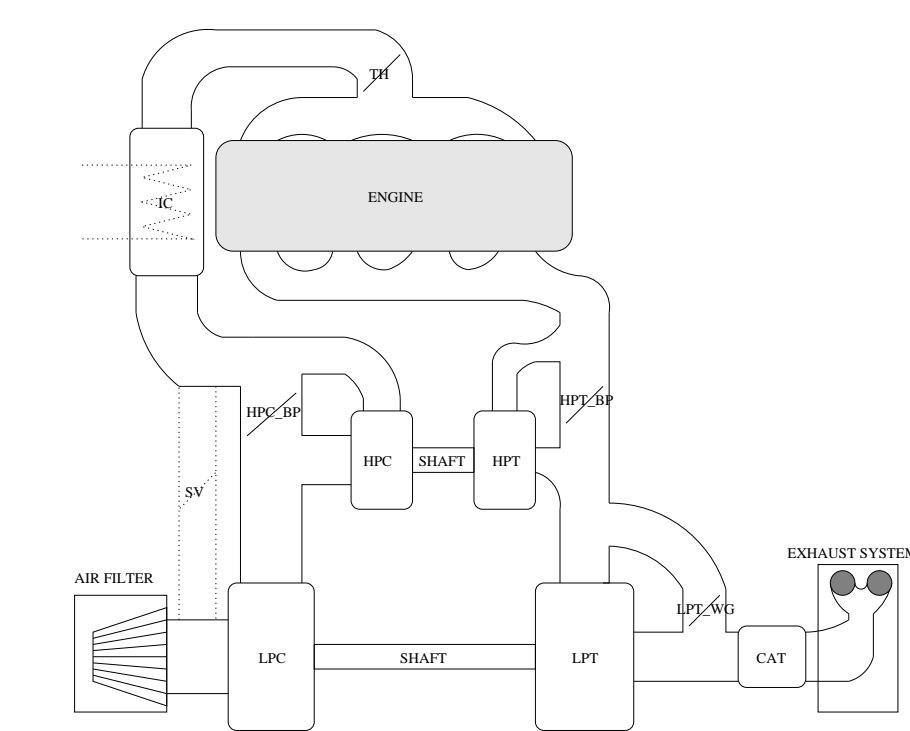 TH
ENGINE
IC
HPC_BP
HPT_BP
HPC
SHAFT
HPT
SV
EXHAUST SYSTEM
AIR FILTER
LPT_WG
LPC
SHAFT
LPT
CAT